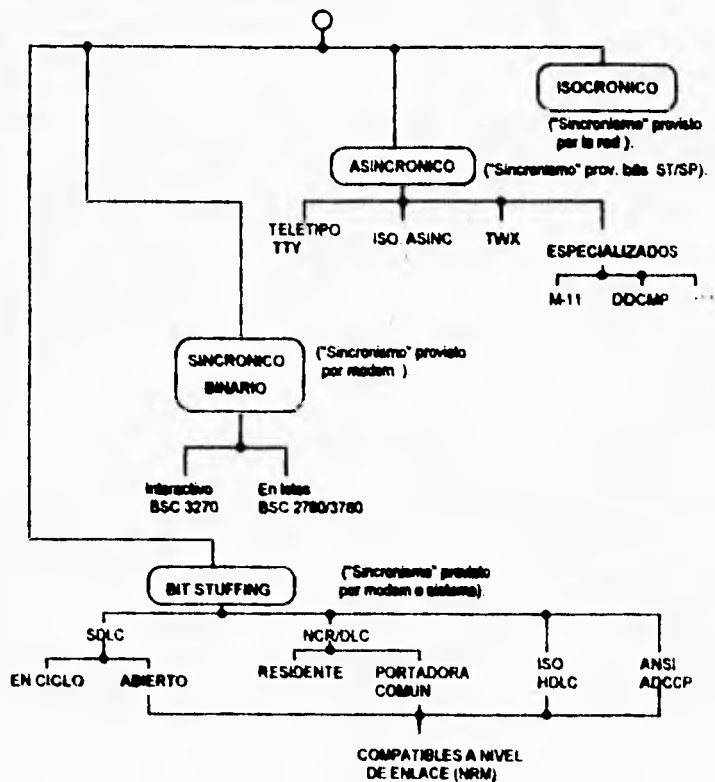 ISOCRONICO
("Sincronismo" provisto
por la red ).
ASINCRONICO
("Sincronismo" prov. bits ST/SP).
TELETIPO
TTY
ISO. ASINC
TWX
ESPECIALIZADOS
M-11
DDCMP
SINCRONICO
BINARIO
("Sincronismo" provisto
por modem ).
Interactivo
BSC 3270
En lotes
BSC 2780/3780
BIT STUFFING
("Sincronismo" provisto
por modem o sistema).
SDLC
NCR/DLC
ISO
HDLC
ANSI
ADCCP
EN CICLO
ABIERTO
RESIDENTE
PORTADORA
COMUN
COMPATIBLES A NIVEL
DE ENLACE (NRM)